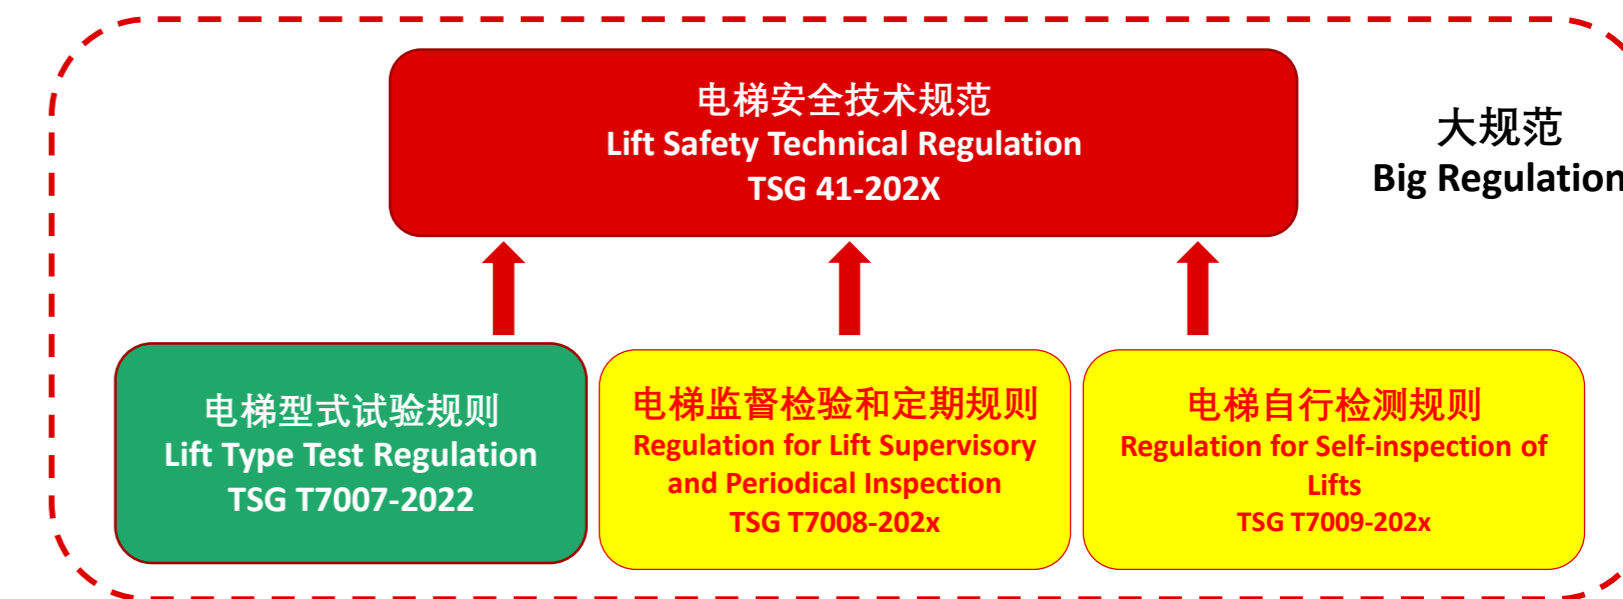 电梯安全技术规范
Lift Safety Technical Regulation
TSG 41-202X
大规范
Big Regulation
电梯型式试验规则
Lift Type Test Regulation
TSG T7007-2022
电梯监督检验和定期规则
Regulation for Lift Supervisory
and Periodical Inspection
TSG T7008-202x
电梯自行检测规则
Regulation for Self-inspection of
Lifts
TSG T7009-202x